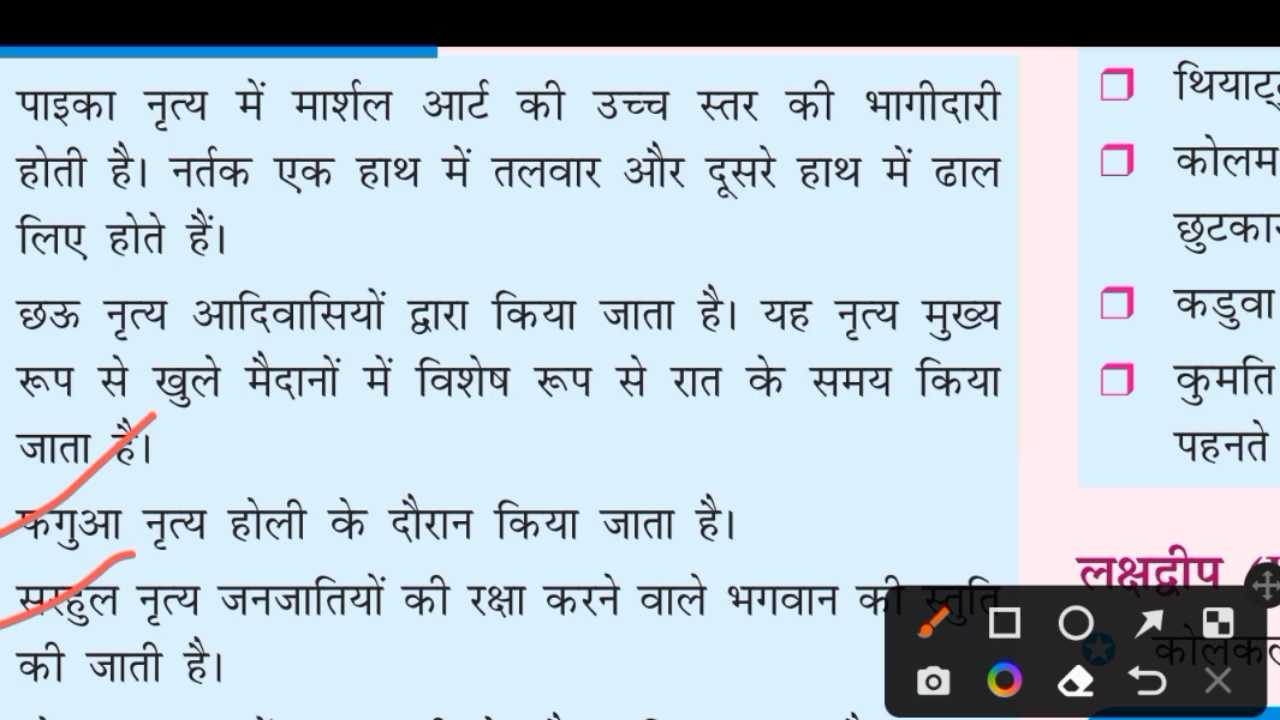 पाइका नृत्य में मार्शल आर्ट की उच्च स्तर की भागीदारी
होती है। नर्तक एक हाथ में तलवार और दूसरे हाथ में ढाल
लिए होते हैं।
छऊ नृत्य आदिवासियों द्वारा किया जाता है। यह नृत्य मुख्य
रूप से खुले मैदानों में विशेष रूप से रात के समय किया
जाता है।
फगुआ नृत्य होली के दौरान किया जाता है।
सरहुल नृत्य जनजातियों की रक्षा करने वाले भगवान की स्तुति
की जाती है।
कोलम
कडुवा
कुमति
पहनते
लक्षद्वीप